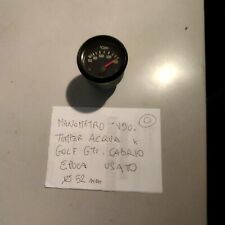 MANOMETRO VDO.
TEMPER ACQUA x
GOLF GTI. CABRIO
EPOCA USATO
Ø 52 mm